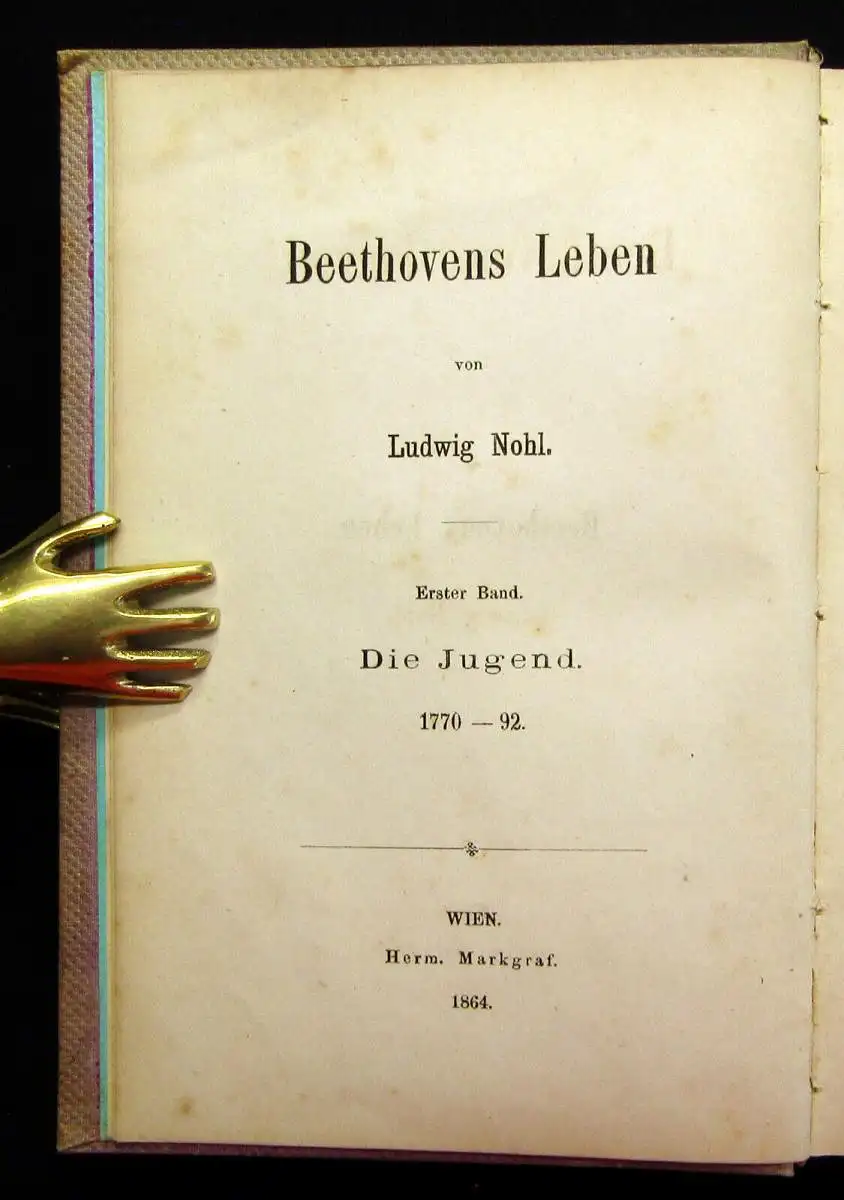 Beethovens Leben
von
Ludwig Nohl.
Erster Band.
Die Jugend.
1770 — 92.
WIEN.
Herm. Markgraf.
1864.